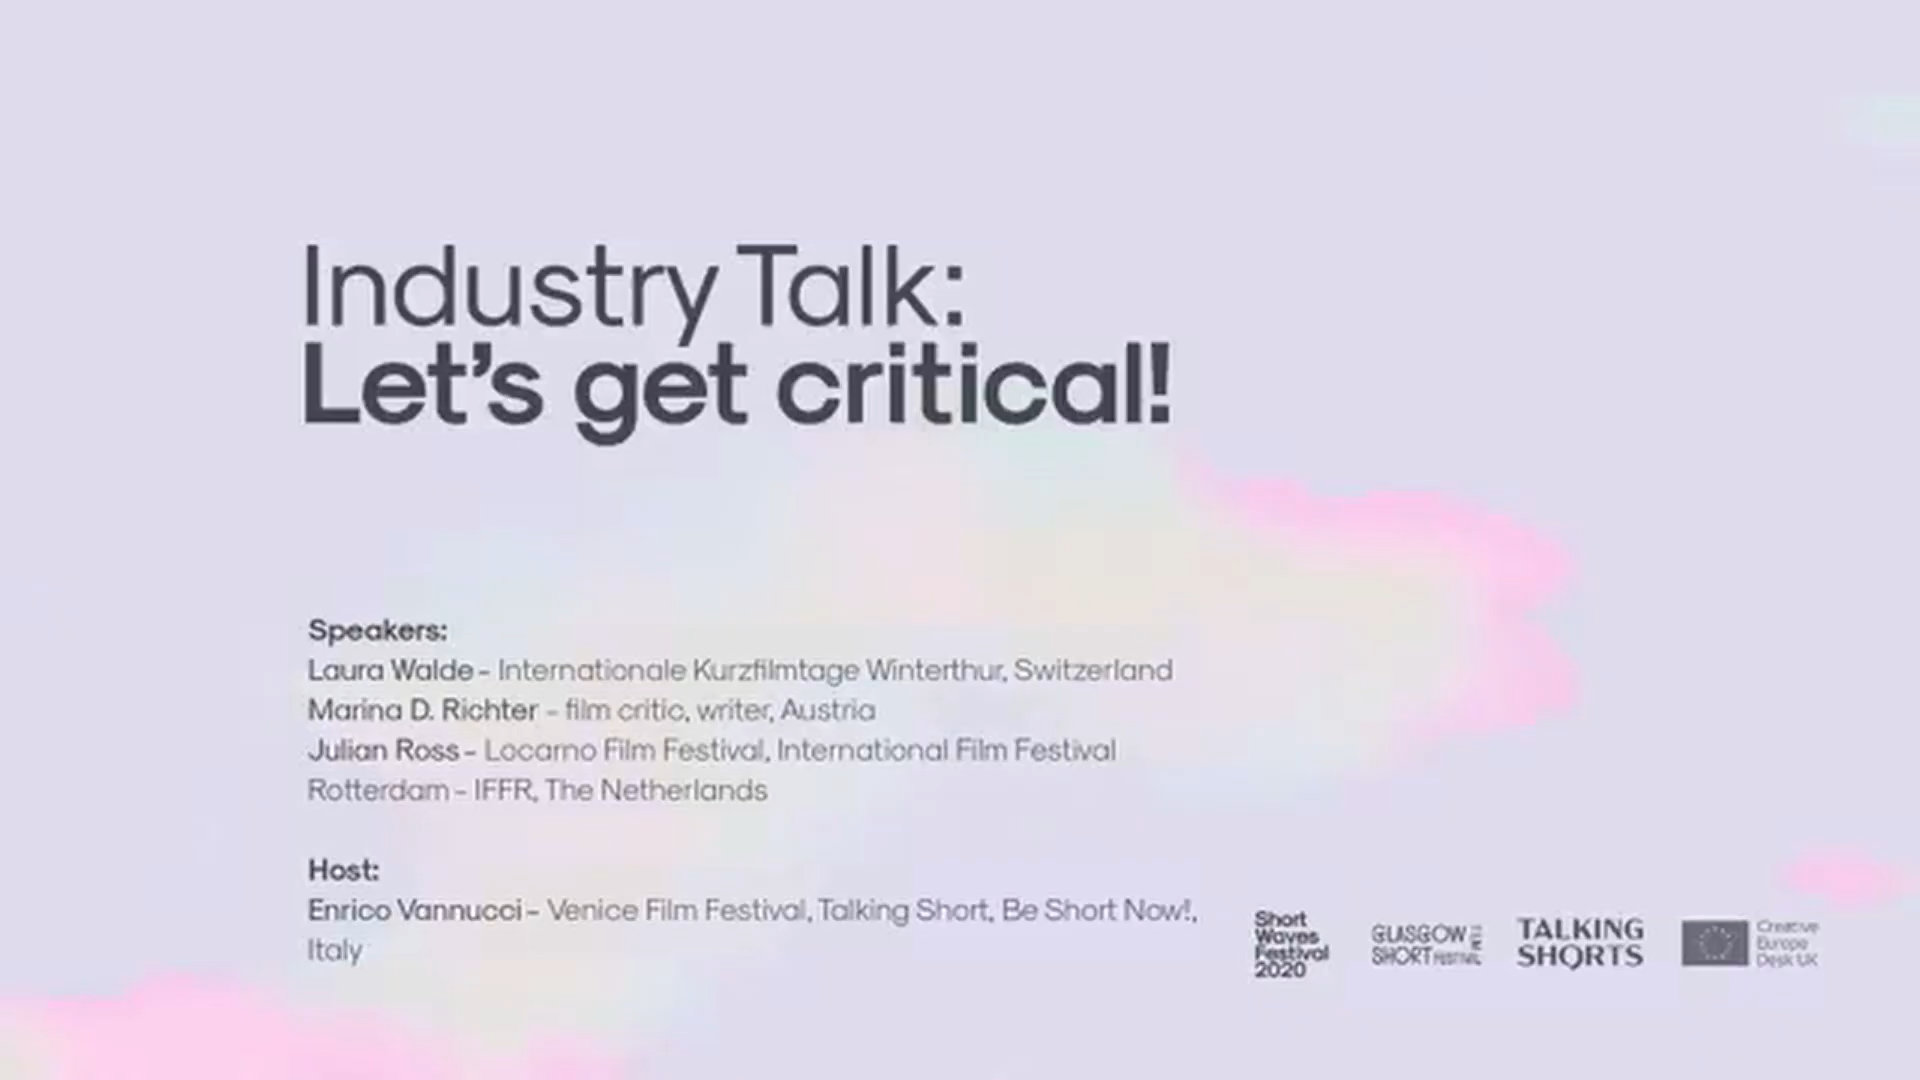 Industry Talk:
Let's get critical!
Speakers:
Laura Walde - Internationale Kurzfilmtage Winterthur, Switzerland
Marina D. Richter - film critic, writer, Austria
Julian Ross - Locarno Film Festival, International Film Festival
Rotterdam - IFFR, The Netherlands
Host:
Enrico Vannucci - Venice Film Festival, Talking Short, Be Short Now!,
Italy
Short
Waves
Festival
2020
GLASGOW
SHORT FESTIVAL
TALKING
SHORTS
Creative
Europe
Desk UK